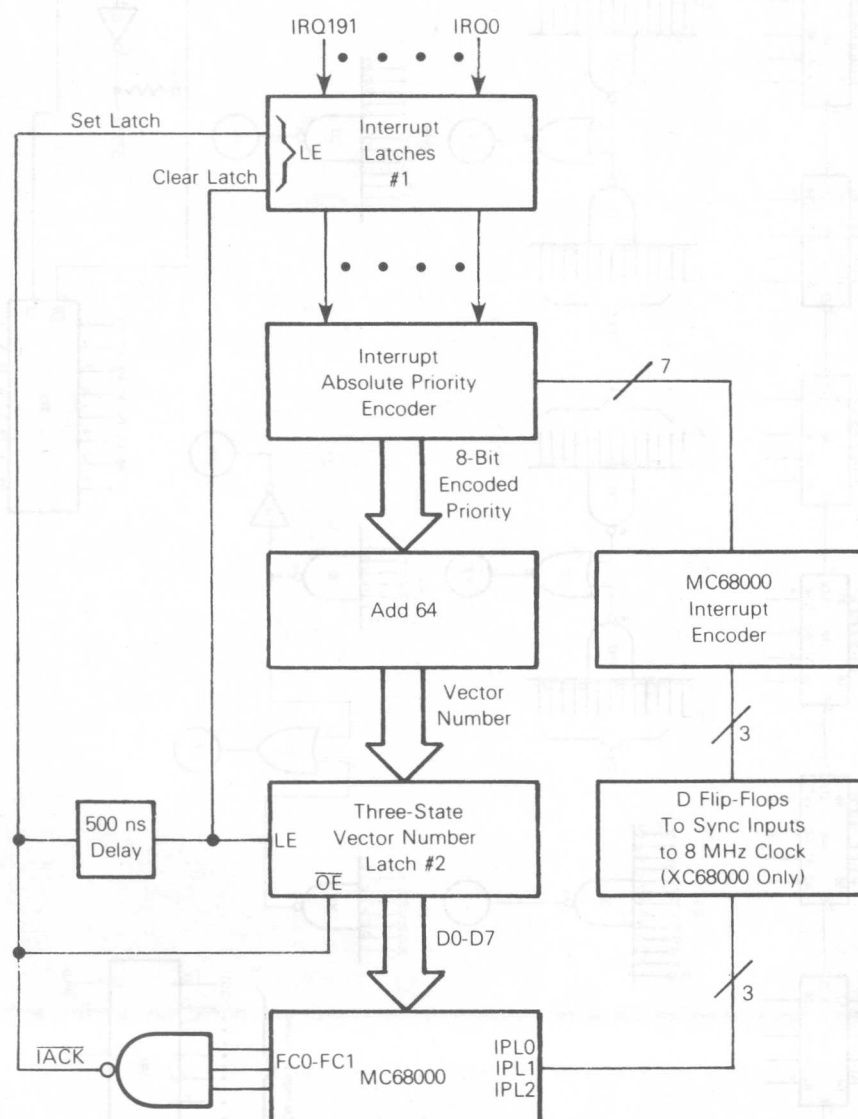 IRQ191 IRQ0
Set Latch
Interrupt
Latches
#1
LE
Clear Latch
Interrupt
Absolute Priority
Encoder
7
8-Bit
Encoded
Priority
Add 64
MC68000
Interrupt
Encoder
Vector
Number
3
500 ns
Delay
LE
Three-State
Vector Number
Latch #2
OE
D Flip-Flops
To Sync Inputs
to 8 MHz Clock
(XC68000 Only)
D0-D7
3
IACK
FC0-FC1
MC68000
IPL0
IPL1
IPL2